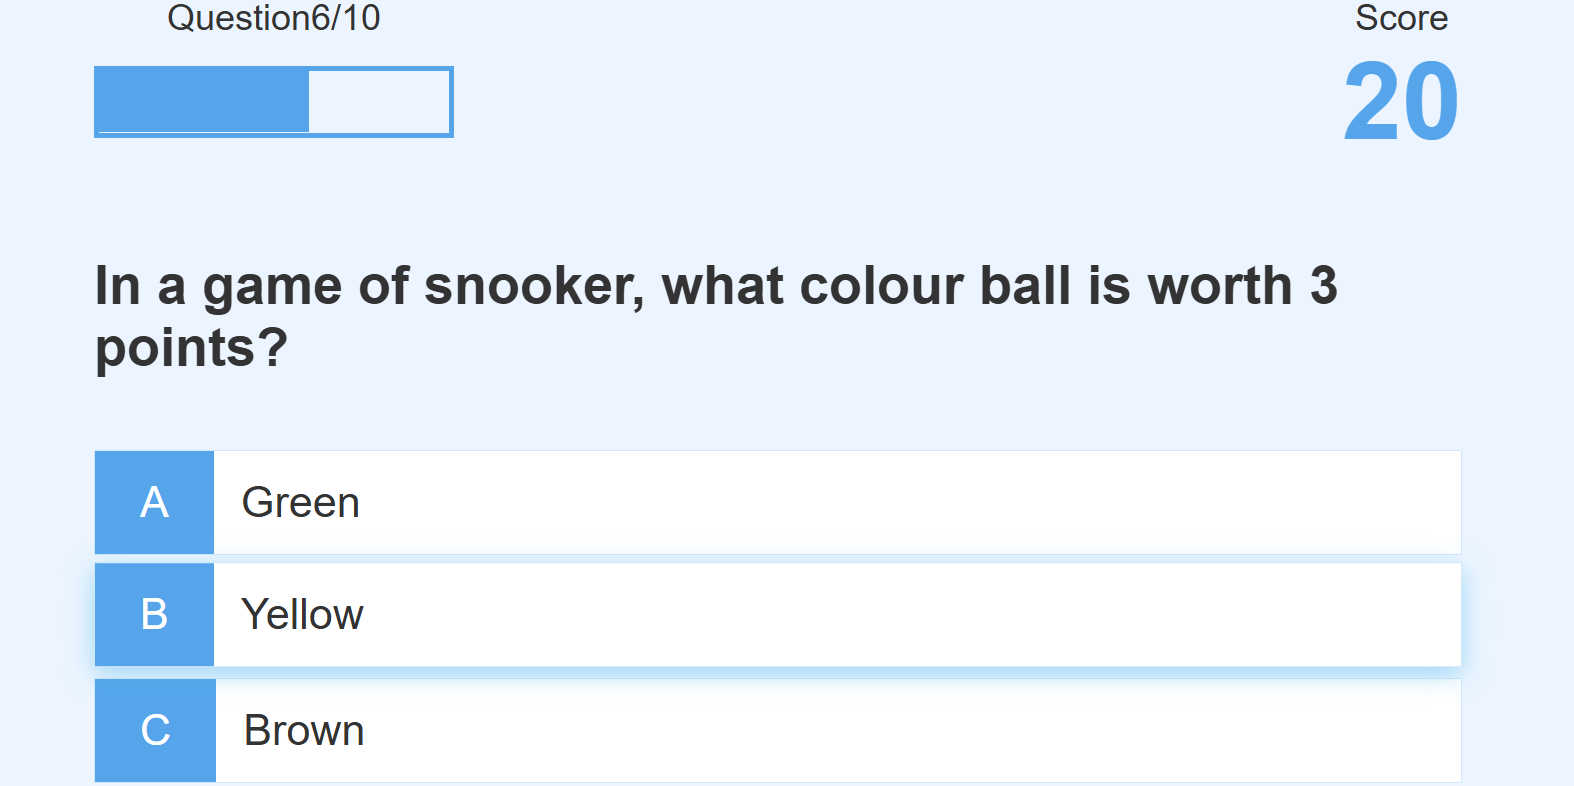 Question6/10
Score
20
In a game of snooker, what colour ball is worth 3
points?
A
Green
B
Yellow
C
Brown